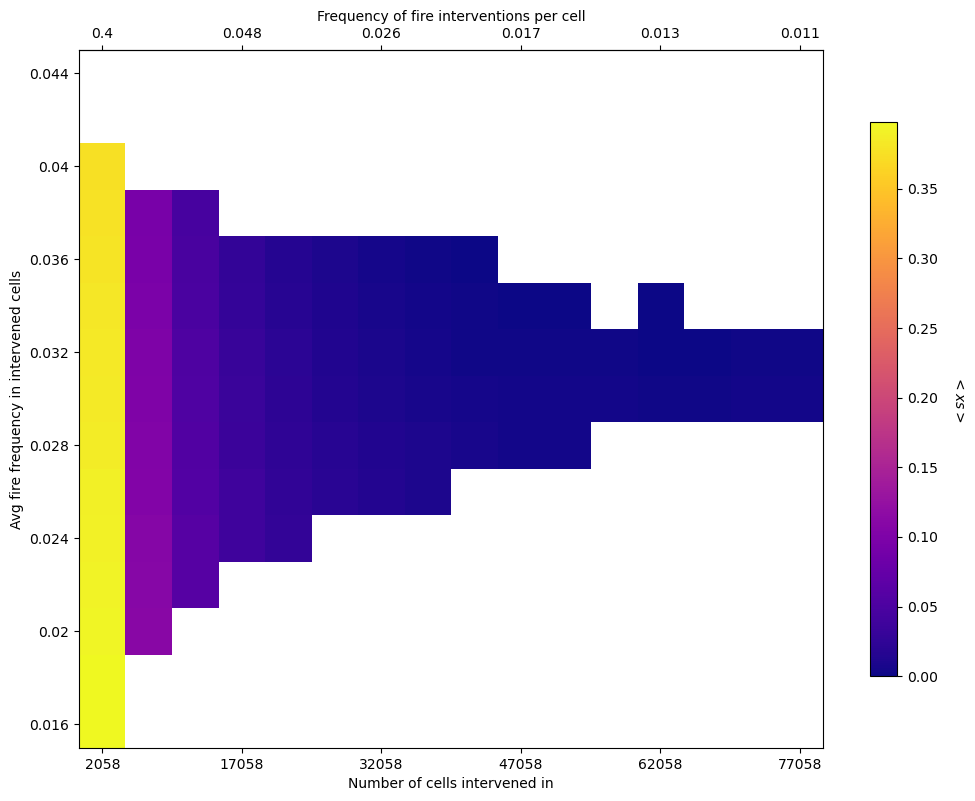 Frequency of fire interventions per cell
0.4 0.048 0.026 0.017 0.013 0.011
0.044
0.04
0.036
0.032
0.028
0.024
0.02
0.016
Avg fire frequency in intervened cells
2058 17058 32058 47058 62058 77058
Number of cells intervened in
0.35
0.30
0.25
0.20
0.15
0.10
0.05
0.00
< sx >